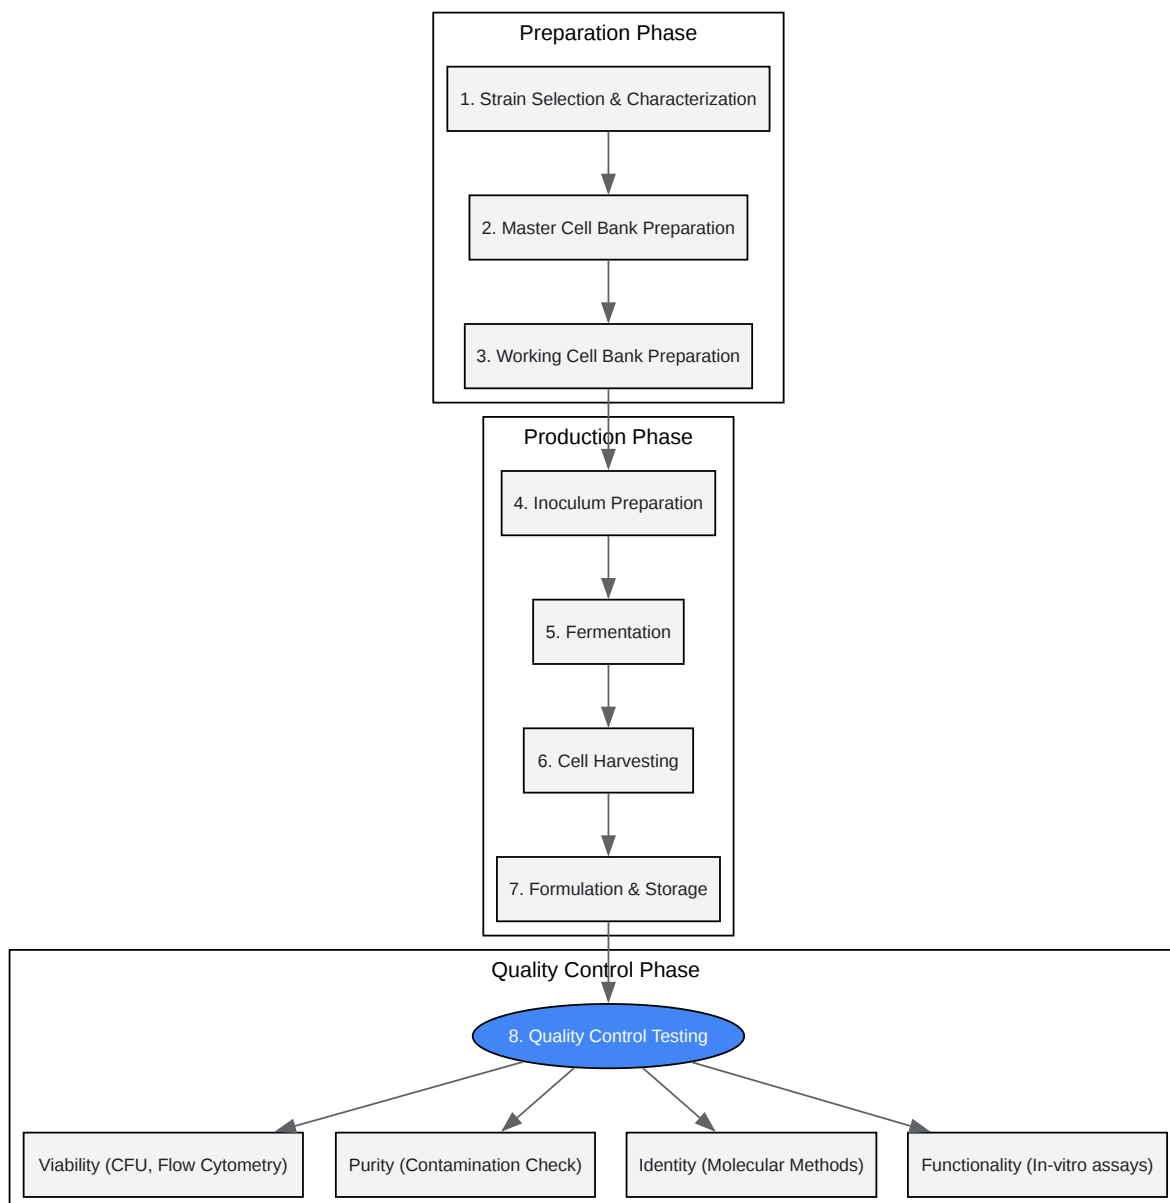 Preparation Phase
1. Strain Selection & Characterization
2. Master Cell Bank Preparation
3. Working Cell Bank Preparation
Production Phase
4. Inoculum Preparation
5. Fermentation
6. Cell Harvesting
7. Formulation & Storage
Quality Control Phase
8. Quality Control Testing
Viability (CFU, Flow Cytometry)
Purity (Contamination Check)
Identity (Molecular Methods)
Functionality (In-vitro assays)